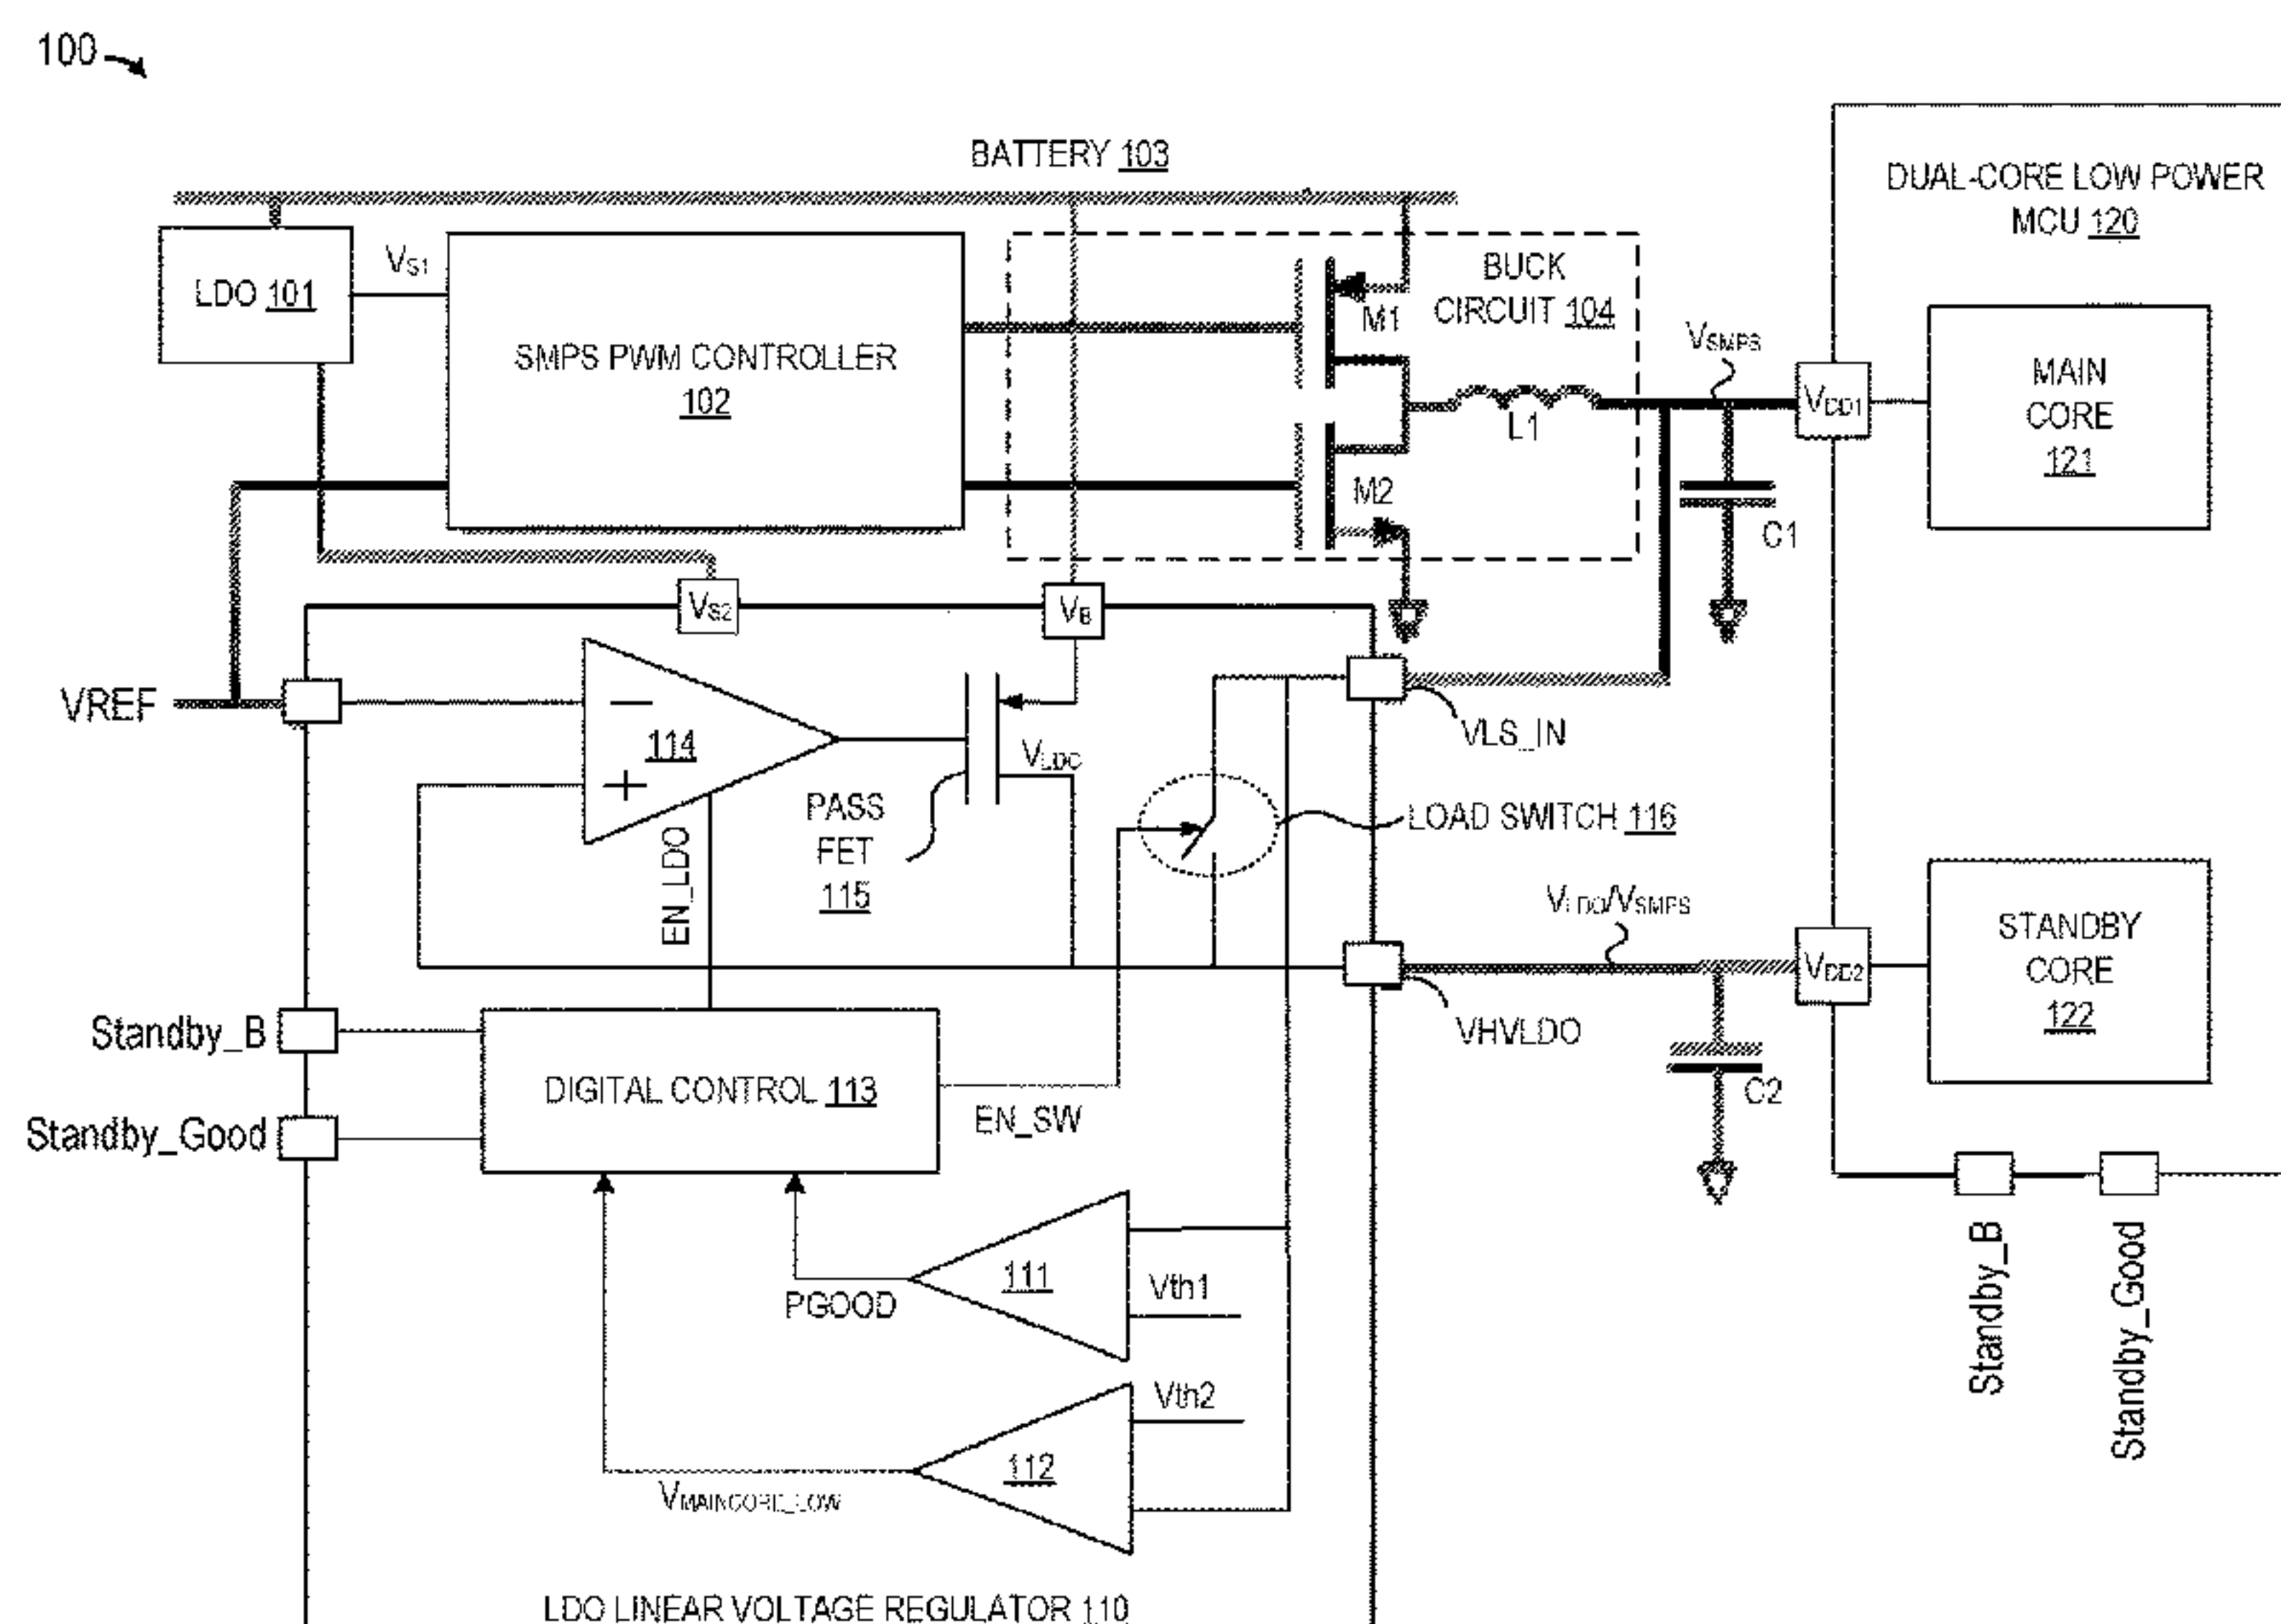 100
BATTERY 103
DUAL-CORE LOW POWER
MCU 120
LDO 101
VS1
SMPS PWM CONTROLLER
102
BUCK
CIRCUIT 104
M1
M2
L1
VSMPS
VDD1
MAIN
CORE
121
C1
VS2
VB
VREF
114
−
+
VLDO
PASS
FET
115
EN_LDO
VLS_IN
LOAD SWITCH 116
VLDO/VSMPS
VDD2
STANDBY
CORE
122
VHVLDO
C2
Standby_B
Standby_Good
DIGITAL CONTROL 113
EN_SW
111
Vth1
PGOOD
112
Vth2
VMAINCORE_LOW
Standby_B
Standby_Good
LDO LINEAR VOLTAGE REGULATOR 110